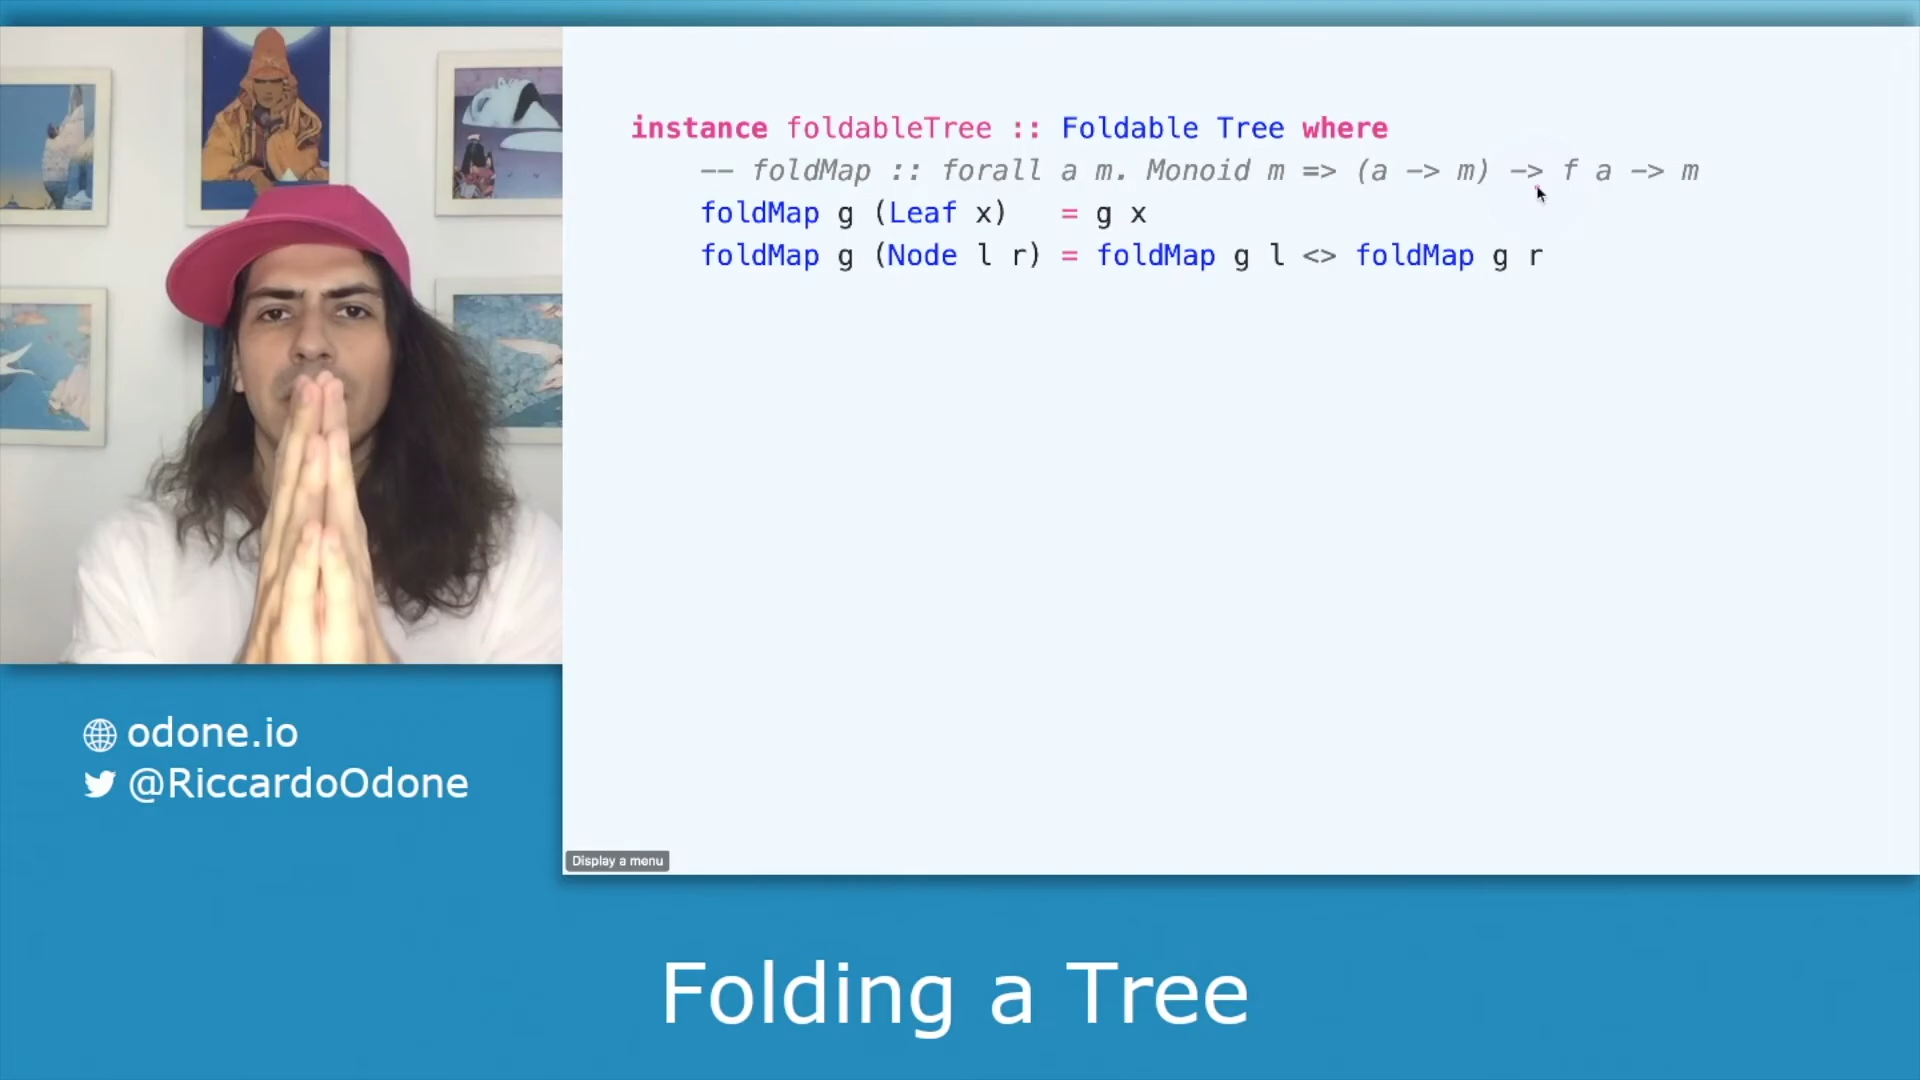 instance foldableTree :: Foldable Tree where
    -- foldMap :: forall a m. Monoid m => (a -> m) -> f a -> m
    foldMap g (Leaf x)   = g x
    foldMap g (Node l r) = foldMap g l <> foldMap g r
Display a menu
odone.io
@RiccardoOdone
Folding a Tree